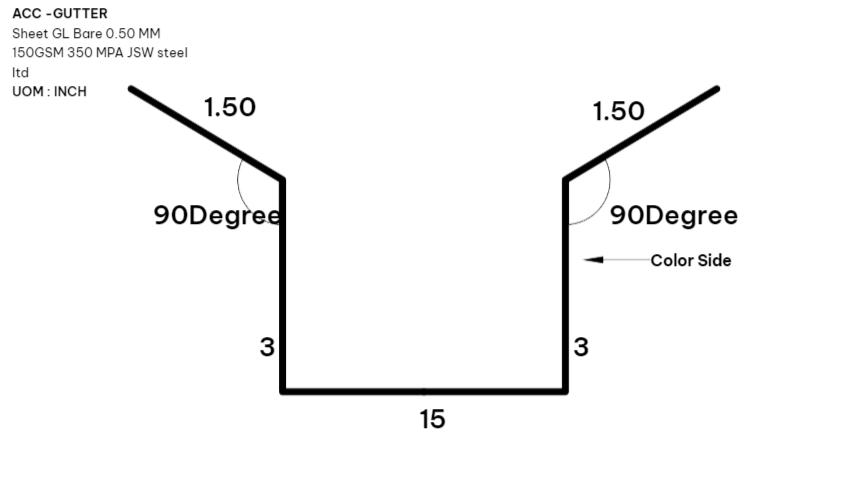 ACC -GUTTER
Sheet GL Bare 0.50 MM
150GSM 350 MPA JSW steel
ltd
UOM : INCH
1.50
1.50
90Degree
90Degree
Color Side
3
3
15